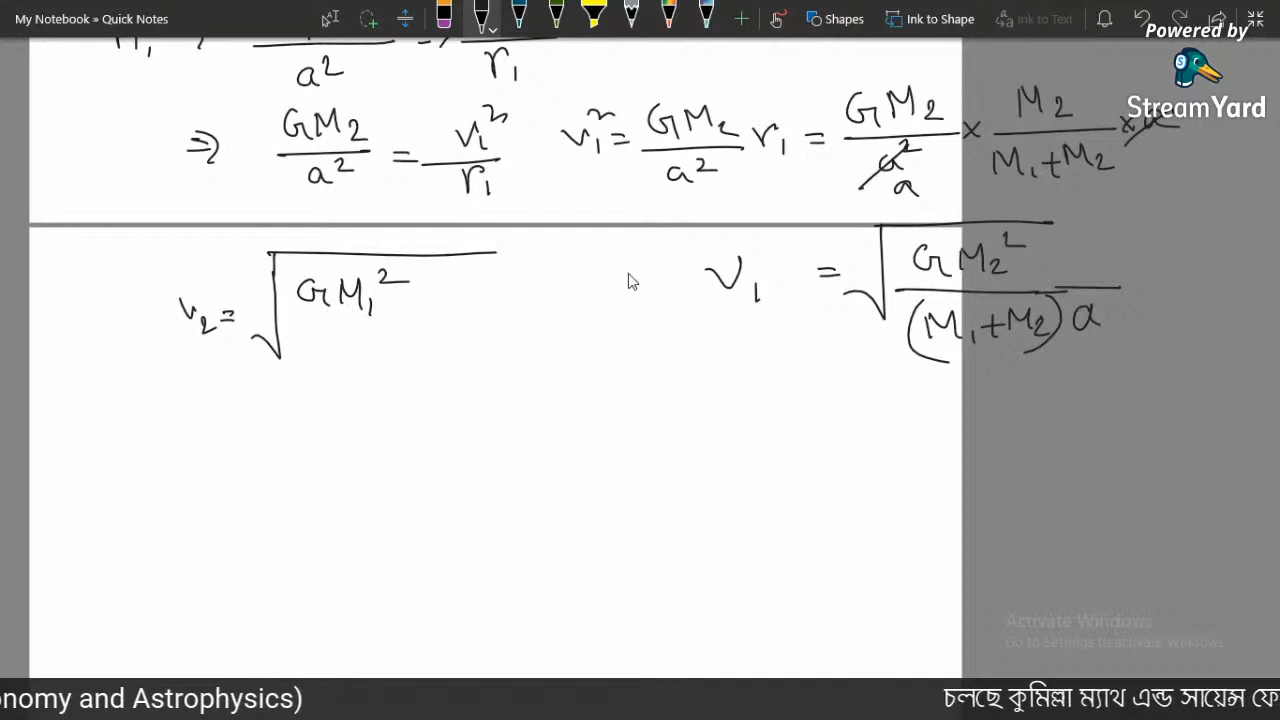 My Notebook » Quick Notes Shapes Ink to Shape Ink to Text
Powered by
StreamYard
a² r₁
⇒ GM₂/a² = v₁²/r₁ v₁² = GM₂/a² r₁ = GM₂/a² a × M₂/(M₁+M₂) × a
v₂ = √GM₁² v₁ = √(GM₂²/(M₁+M₂)a)
Activate Windows
Go to Settings to activate Windows.
onomy and Astrophysics) চলছে কুমিল্লা ম্যাথ এন্ড সায়েন্স ফে